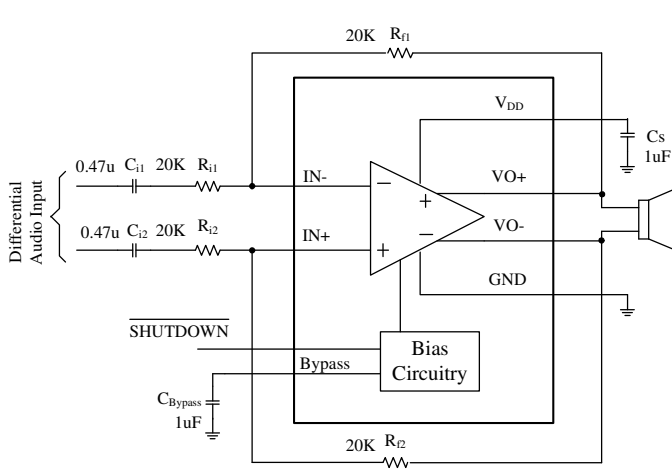 20K R_f1
V_DD
Cs
1uF
0.47u C_i1 20K R_i1
IN-
−
+
VO+
Differential
Audio Input
0.47u C_i2 20K R_i2
IN+
+
−
VO-
GND
SHUTDOWN
Bypass
Bias
Circuitry
C_Bypass
1uF
20K R_f2